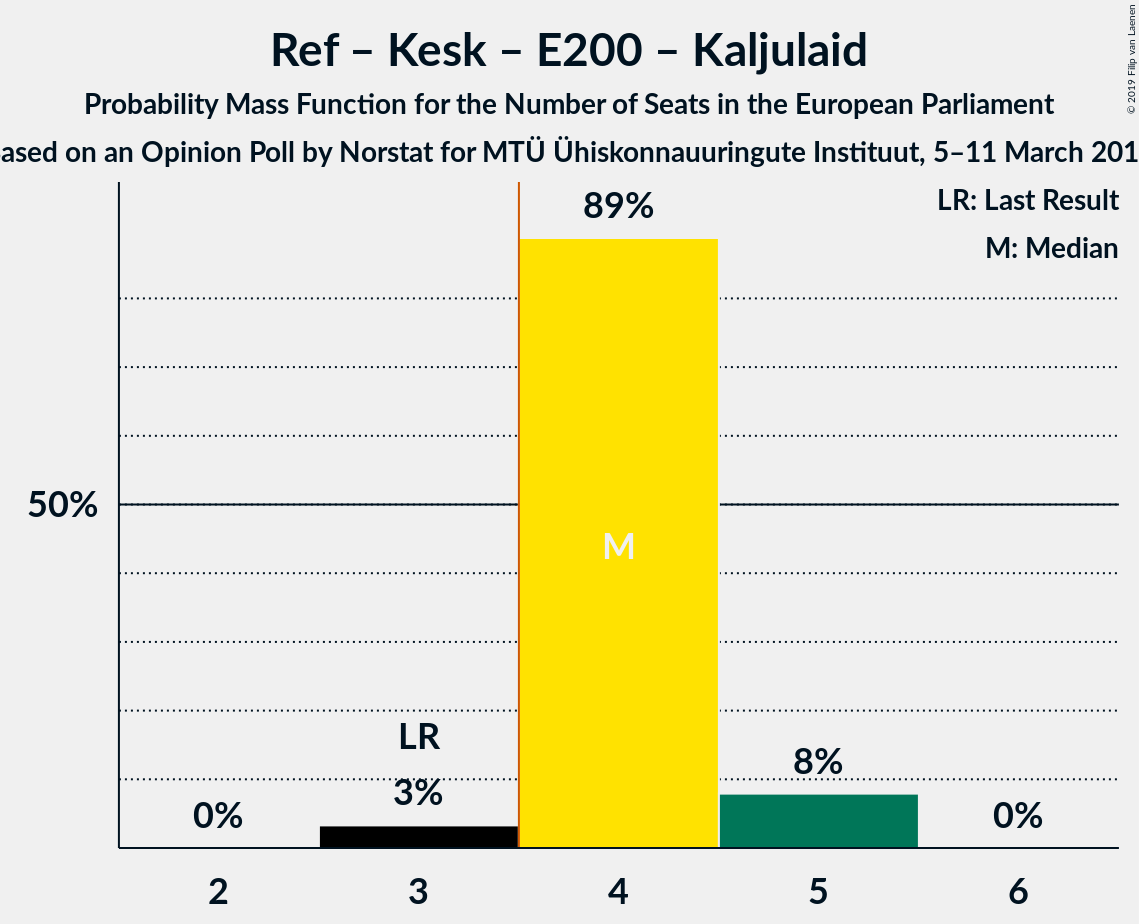 Ref – Kesk – E200 – Kaljulaid
Probability Mass Function for the Number of Seats in the European Parliament
ased on an Opinion Poll by Norstat for MTÜ Ühiskonnauuringute Instituut, 5–11 March 201
© 2019 Filip van Laenen
LR: Last Result
M: Median
89%
50%
M
LR
3%
8%
0%
0%
2 3 4 5 6